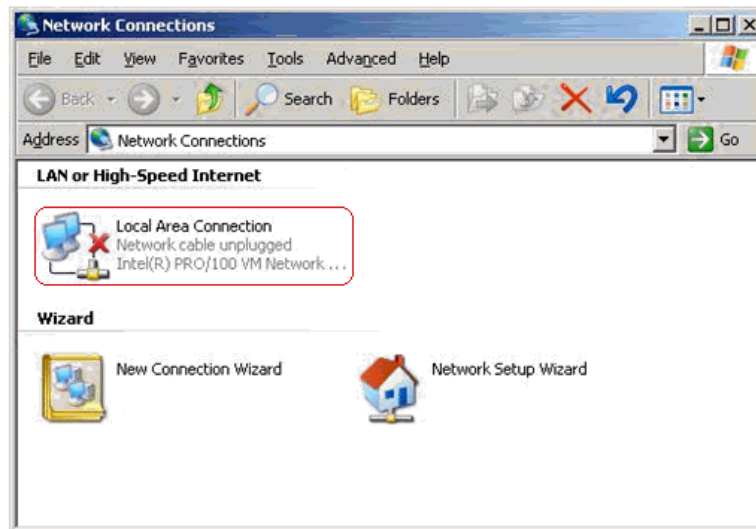 Network Connections
File Edit View Favorites Tools Advanced Help
Back Search Folders
Address Network Connections Go
LAN or High-Speed Internet
Local Area Connection
Network cable unplugged
Intel(R) PRO/100 VM Network ...
Wizard
New Connection Wizard Network Setup Wizard